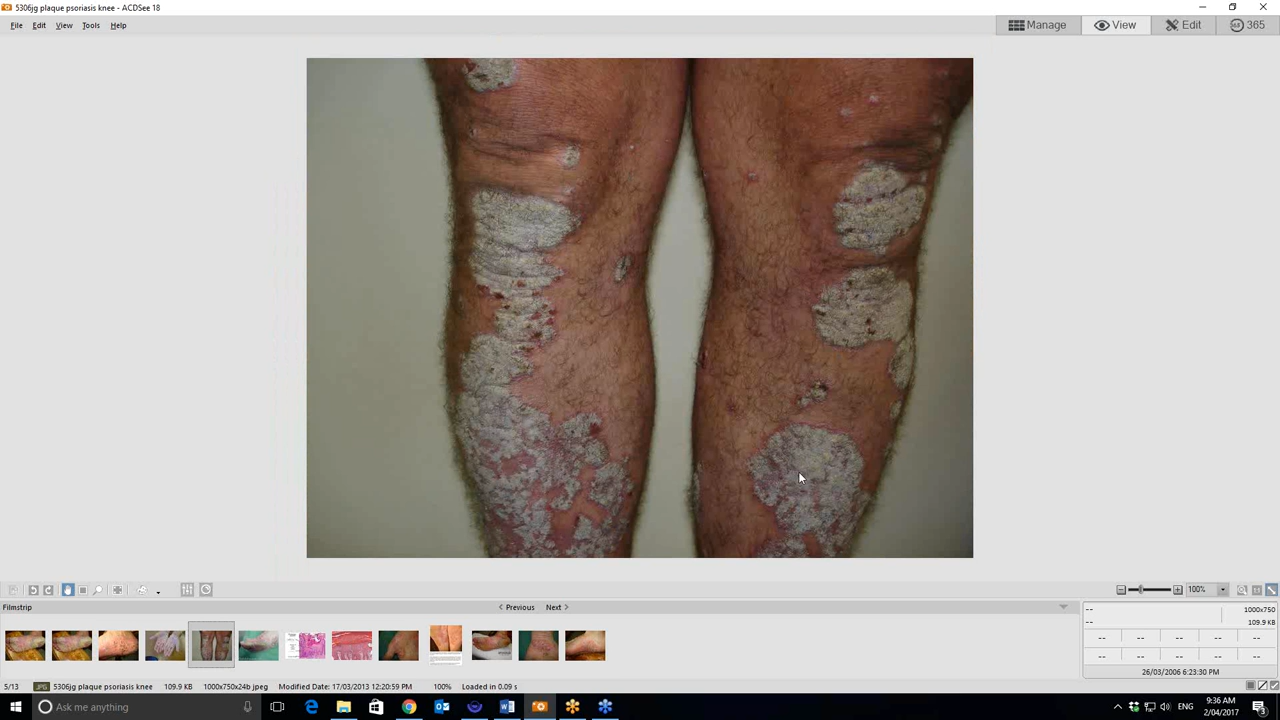 5306jg plaque psoriasis knee - ACDSee 18
File Edit View Tools Help
Manage View Edit 365
100%
Filmstrip
Previous Next
-- 1000x750
-- 109.9 KB
-- -- -- --
-- -- -- --
26/03/2006 6:23:30 PM
5/13 JPG 5306jg plaque psoriasis knee 109.9 KB 1000x750x24b jpeg Modified Date: 17/03/2013 12:20:59 PM 100% Loaded in 0.09 s
Ask me anything
ENG
9:36 AM
2/04/2017
3